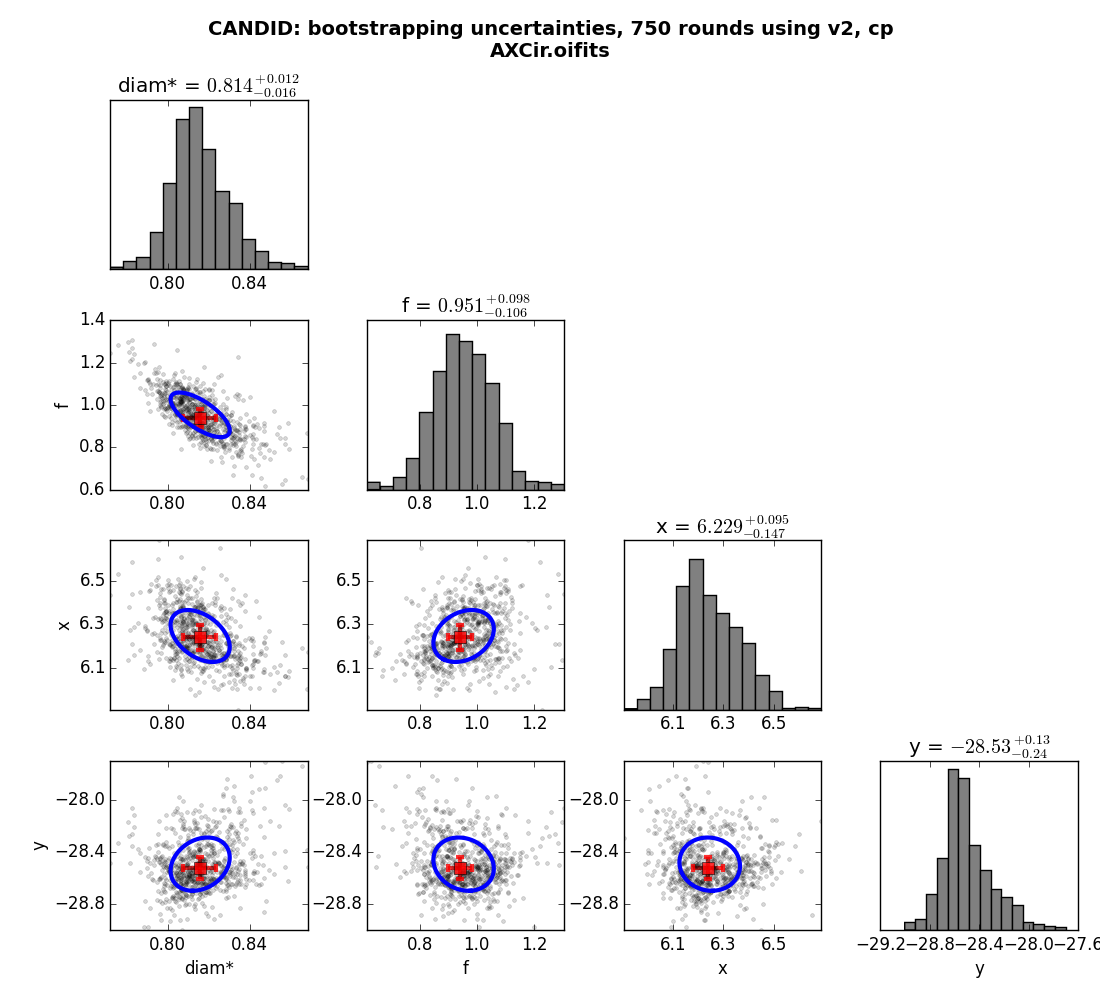 CANDID: bootstrapping uncertainties, 750 rounds using v2, cp
AXCir.oifits
diam* = 0.814 +0.012 −0.016
0.80 0.84
f = 0.951 +0.098 −0.106
1.4
1.2
1.0
0.8
0.6
f
0.80 0.84
0.8 1.0 1.2
x = 6.229 +0.095 −0.147
6.5
6.3
6.1
x
0.80 0.84
6.5
6.3
6.1
0.8 1.0 1.2
6.1 6.3 6.5
y = −28.53 +0.13 −0.24
−28.0
−28.4
−28.8
y
0.80 0.84
diam*
−28.0
−28.4
−28.8
0.8 1.0 1.2
f
−28.0
−28.4
−28.8
6.1 6.3 6.5
x
−29.2 −28.8 −28.4 −28.0 −27.6
y